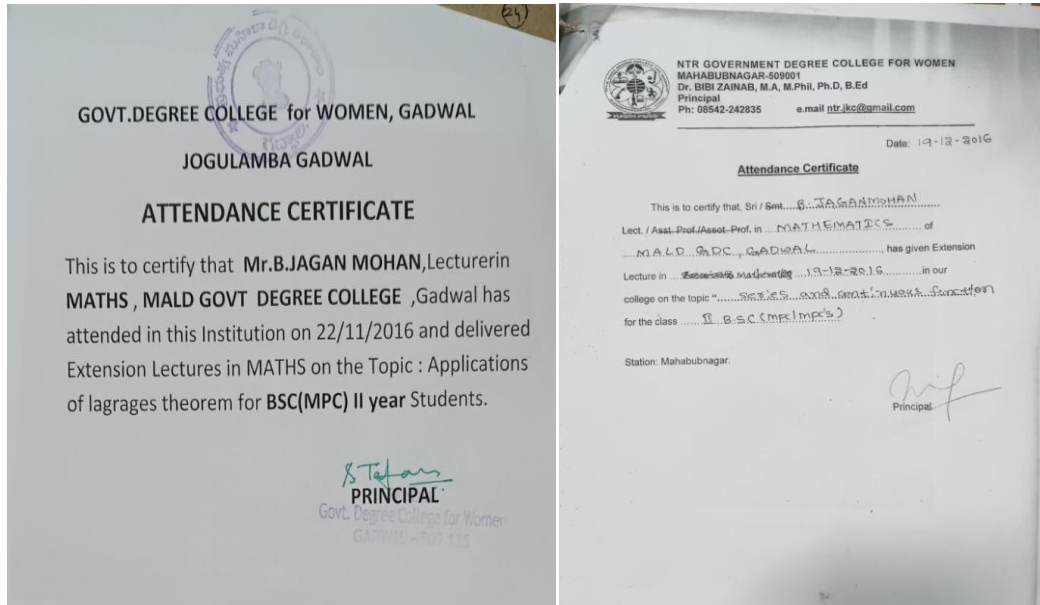 (24)
GOVT.DEGREE COLLEGE for WOMEN, GADWAL
JOGULAMBA GADWAL
ATTENDANCE CERTIFICATE
This is to certify that Mr.B.JAGAN MOHAN,Lecturerin
MATHS , MALD GOVT DEGREE COLLEGE ,Gadwal has
attended in this Institution on 22/11/2016 and delivered
Extension Lectures in MATHS on the Topic : Applications
of lagrages theorem for BSC(MPC) II year Students.
PRINCIPAL
Govt. Degree College for Women
GADWAL -
NTR GOVERNMENT DEGREE COLLEGE FOR WOMEN
MAHABUBNAGAR-509001
Dr. BIBI ZAINAB, M.A, M.Phil, Ph.D, B.Ed
Principal
Ph: 08542-242835 e.mail ntr.jkc@gmail.com
Date: 19-12-2016
Attendance Certificate
This is to certify that, Sri / Smt.... B. JAGANMOHAN
Lect. / Asst. Prof./Assot. Prof. in ... MATHEMATICS ......... of
... MALD GDC, GADWAL ............, has given Extension
Lecture in .... Mathematics ... 19-12-2016 ............in our
college on the topic "..... series and continuous function
for the class ...... II B.SC (mpc/mpc's)
Station: Mahabubnagar.
Principal